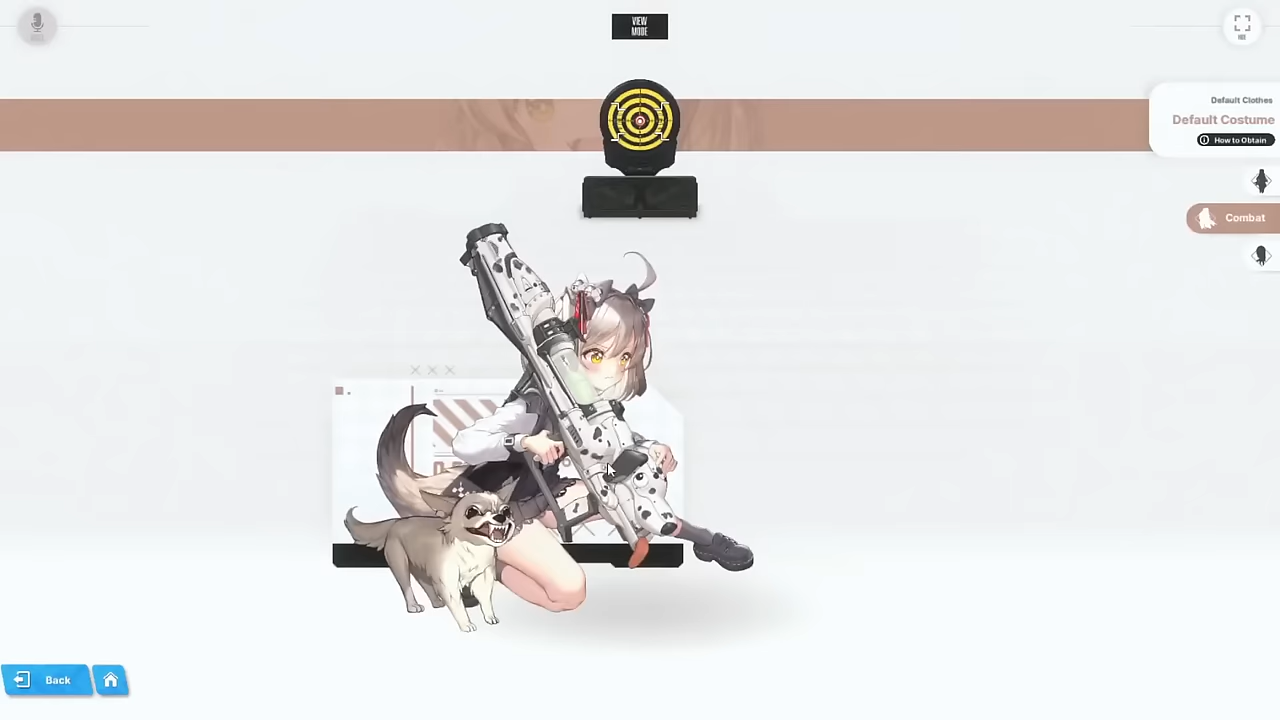 VIEW
MODE
Default Clothes
Default Costume
How to Obtain
Combat
Back